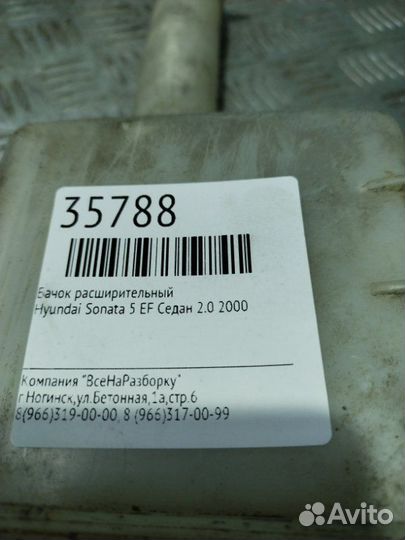 35788
Бачок расширительный
Hyundai Sonata 5 EF Седан 2.0 2000
Компания "ВсеНаРазборку"
г.Ногинск,ул.Бетонная,1а,стр.6
8(966)319-00-00, 8 (966)317-00-99
Avito